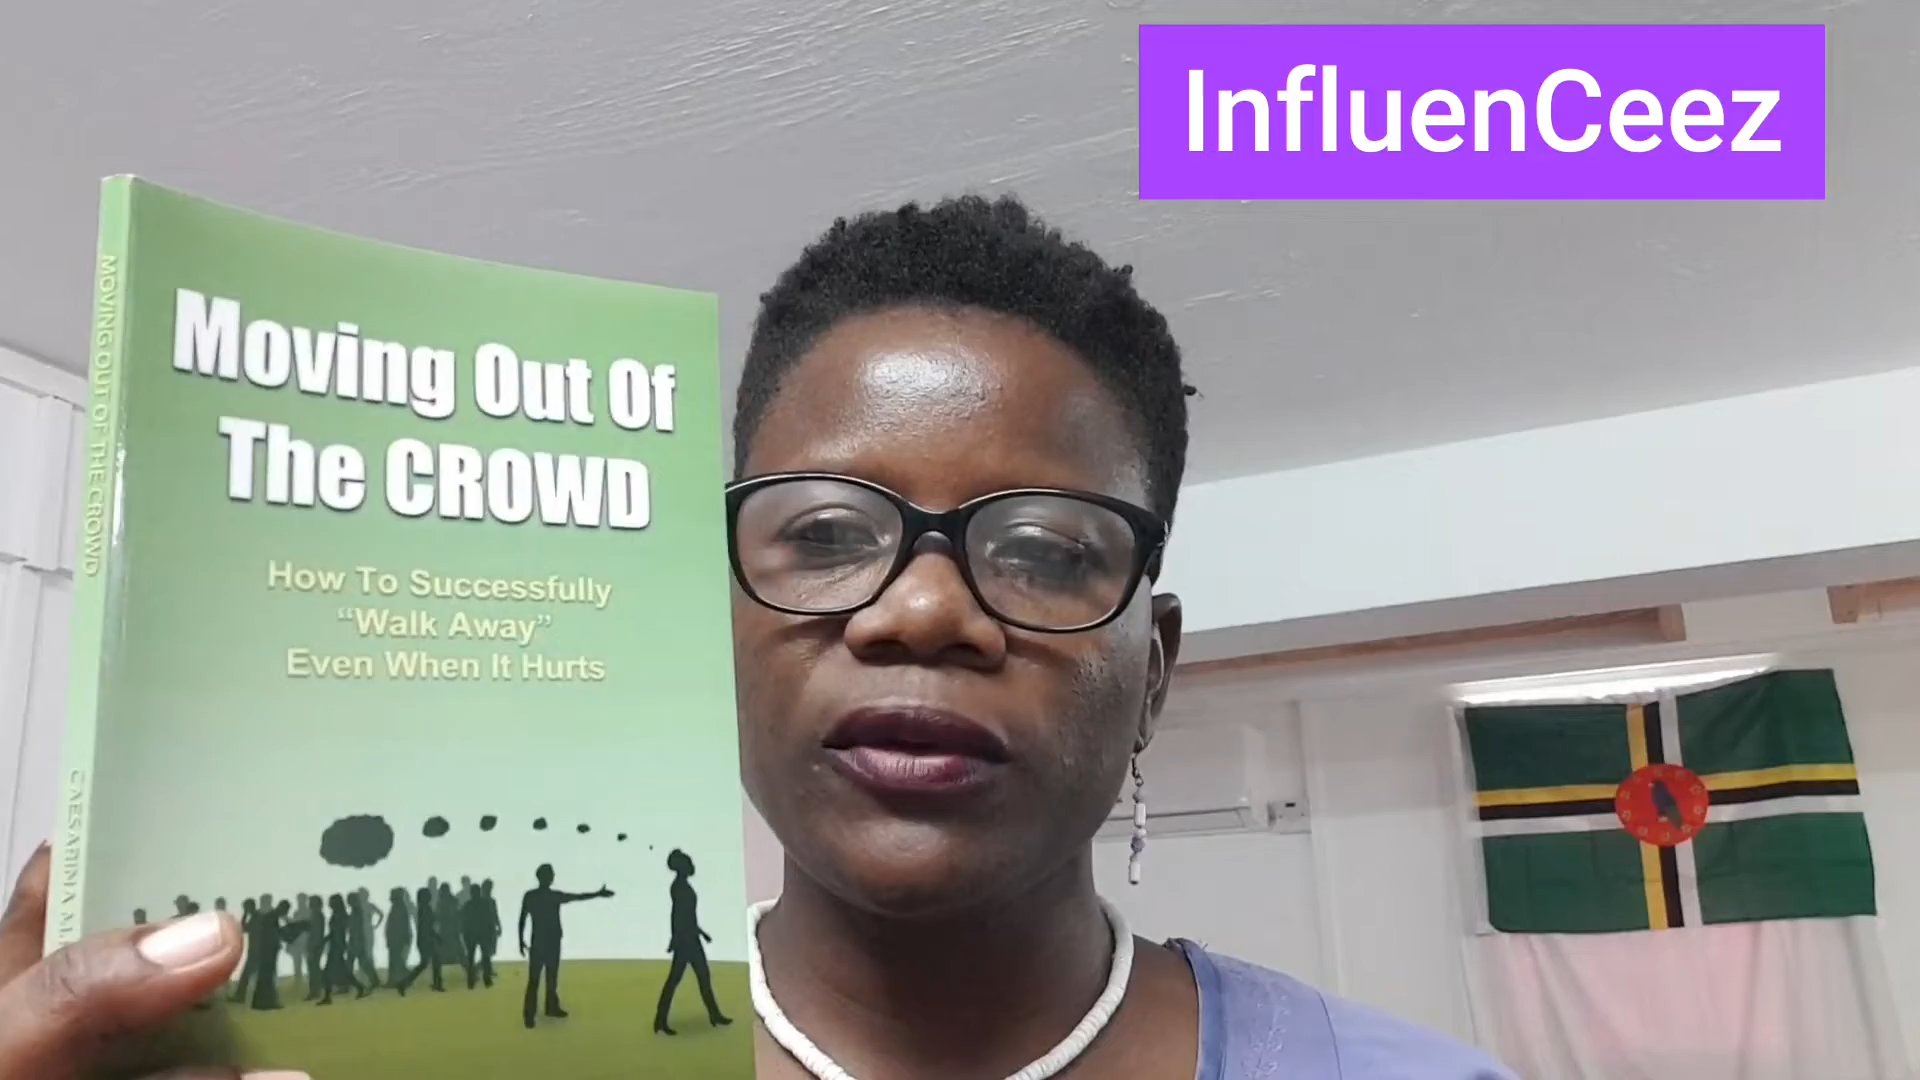 InfluenCeez
Moving Out Of
The CROWD
How To Successfully
“Walk Away”
Even When It Hurts
MOVING OUT OF THE CROWD